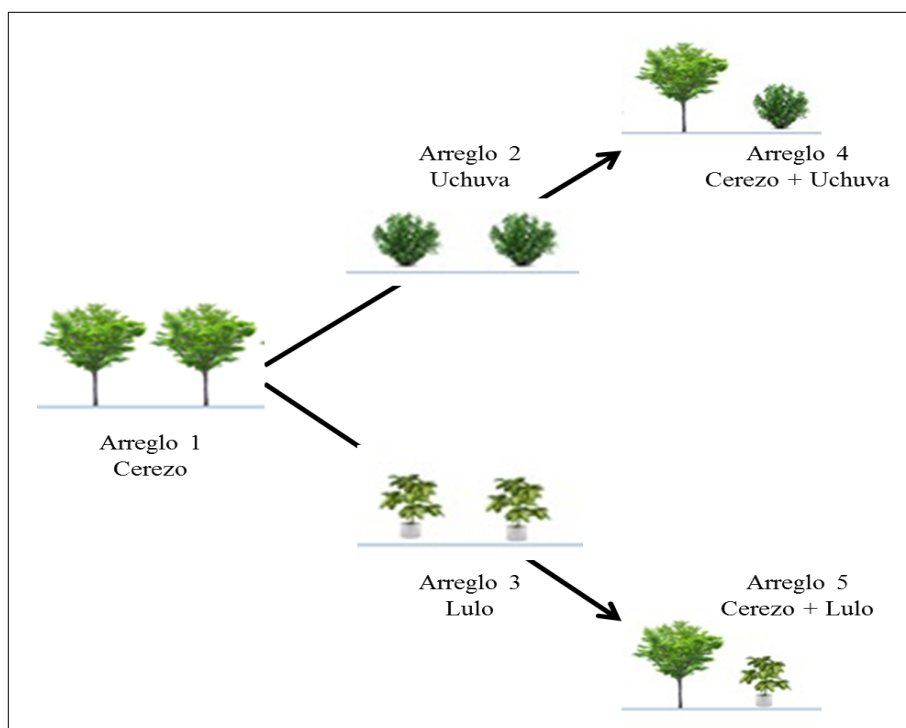 Arreglo 2
Uchuva
Arreglo 4
Cerezo + Uchuva
Arreglo 1
Cerezo
Arreglo 3
Lulo
Arreglo 5
Cerezo + Lulo